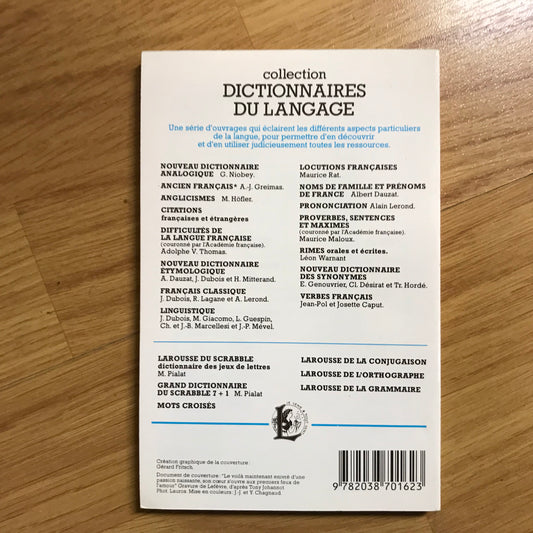 collection
DICTIONNAIRES
DU LANGAGE
Une série d'ouvrages qui éclairent les différents aspects particuliers
de la langue, pour permettre d'en découvrir
et d'en utiliser judicieusement toutes les ressources.
NOUVEAU DICTIONNAIRE
ANALOGIQUE G. Niobey.
ANCIEN FRANÇAIS* A.-J. Greimas.
ANGLICISMES M. Höfler.
CITATIONS
françaises et étrangères
DIFFICULTÉS DE
LA LANGUE FRANÇAISE
(couronné par l'Académie française).
Adolphe V. Thomas.
NOUVEAU DICTIONNAIRE
ÉTYMOLOGIQUE
A. Dauzat, J. Dubois et H. Mitterand.
FRANÇAIS CLASSIQUE
J. Dubois, R. Lagane et A. Lerond.
LINGUISTIQUE
J. Dubois, M. Giacomo, L. Guespin,
Ch. et J.-B. Marcellesi et J.-P. Mével.
LOCUTIONS FRANÇAISES
Maurice Rat.
NOMS DE FAMILLE ET PRÉNOMS
DE FRANCE Albert Dauzat.
PRONONCIATION Alain Lerond.
PROVERBES, SENTENCES
ET MAXIMES
(couronné par l'Académie française).
Maurice Maloux.
RIMES orales et écrites.
Léon Warnant
NOUVEAU DICTIONNAIRE
DES SYNONYMES
E. Genouvrier, Cl. Désirat et Tr. Hordé.
VERBES FRANÇAIS
Jean-Pol et Josette Caput.
LAROUSSE DU SCRABBLE
dictionnaire des jeux de lettres
M. Pialat
GRAND DICTIONNAIRE
DU SCRABBLE 7 + 1 M. Pialat
MOTS CROISÉS
LAROUSSE DE LA CONJUGAISON
LAROUSSE DE L'ORTHOGRAPHE
LAROUSSE DE LA GRAMMAIRE
Création graphique de la couverture :
Gérard Fritsch.
Document de couverture : "Le voilà maintenant enivré d'une
passion naissante, son cœur s'ouvre aux premiers feux de
l'amour" Gravure de Lefèvre, d'après Tony Johannot
Phot. Lauros. Mise en couleurs : J.-J. et Y. Chagnaud.
9 782038 701623